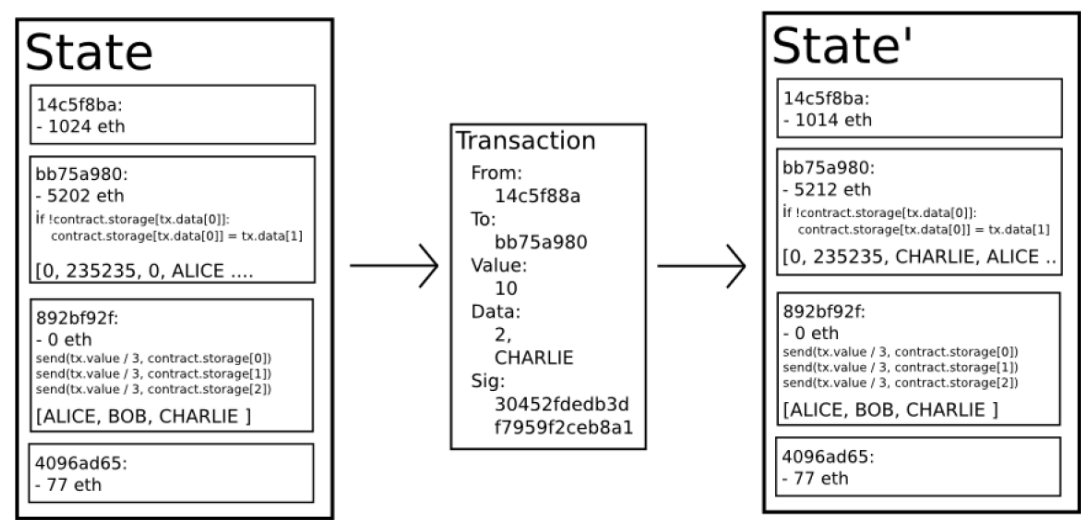 State
14c5f8ba:
- 1024 eth
bb75a980:
- 5202 eth
if !contract.storage[tx.data[0]]:
contract.storage[tx.data[0]] = tx.data[1]
[0, 235235, 0, ALICE ....
892bf92f:
- 0 eth
send(tx.value / 3, contract.storage[0])
send(tx.value / 3, contract.storage[1])
send(tx.value / 3, contract.storage[2])
[ALICE, BOB, CHARLIE ]
4096ad65:
- 77 eth
Transaction
From:
14c5f88a
To:
bb75a980
Value:
10
Data:
2,
CHARLIE
Sig:
30452fdedb3d
f7959f2ceb8a1
State'
14c5f8ba:
- 1014 eth
bb75a980:
- 5212 eth
if !contract.storage[tx.data[0]]:
contract.storage[tx.data[0]] = tx.data[1]
[0, 235235, CHARLIE, ALICE ..
892bf92f:
- 0 eth
send(tx.value / 3, contract.storage[0])
send(tx.value / 3, contract.storage[1])
send(tx.value / 3, contract.storage[2])
[ALICE, BOB, CHARLIE ]
4096ad65:
- 77 eth